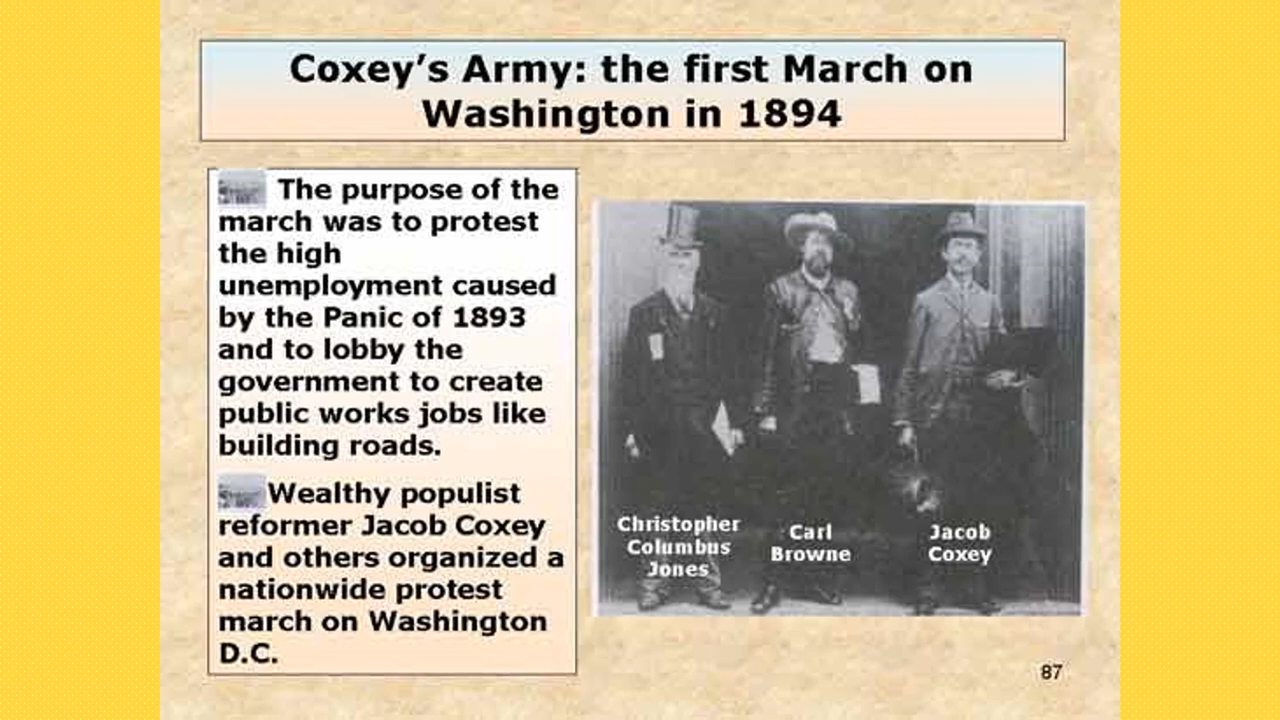 Coxey’s Army: the first March on
Washington in 1894
The purpose of the
march was to protest
the high
unemployment caused
by the Panic of 1893
and to lobby the
government to create
public works jobs like
building roads.
Wealthy populist
reformer Jacob Coxey
and others organized a
nationwide protest
march on Washington
D.C.
Christopher
Columbus
Jones
Carl
Browne
Jacob
Coxey
87